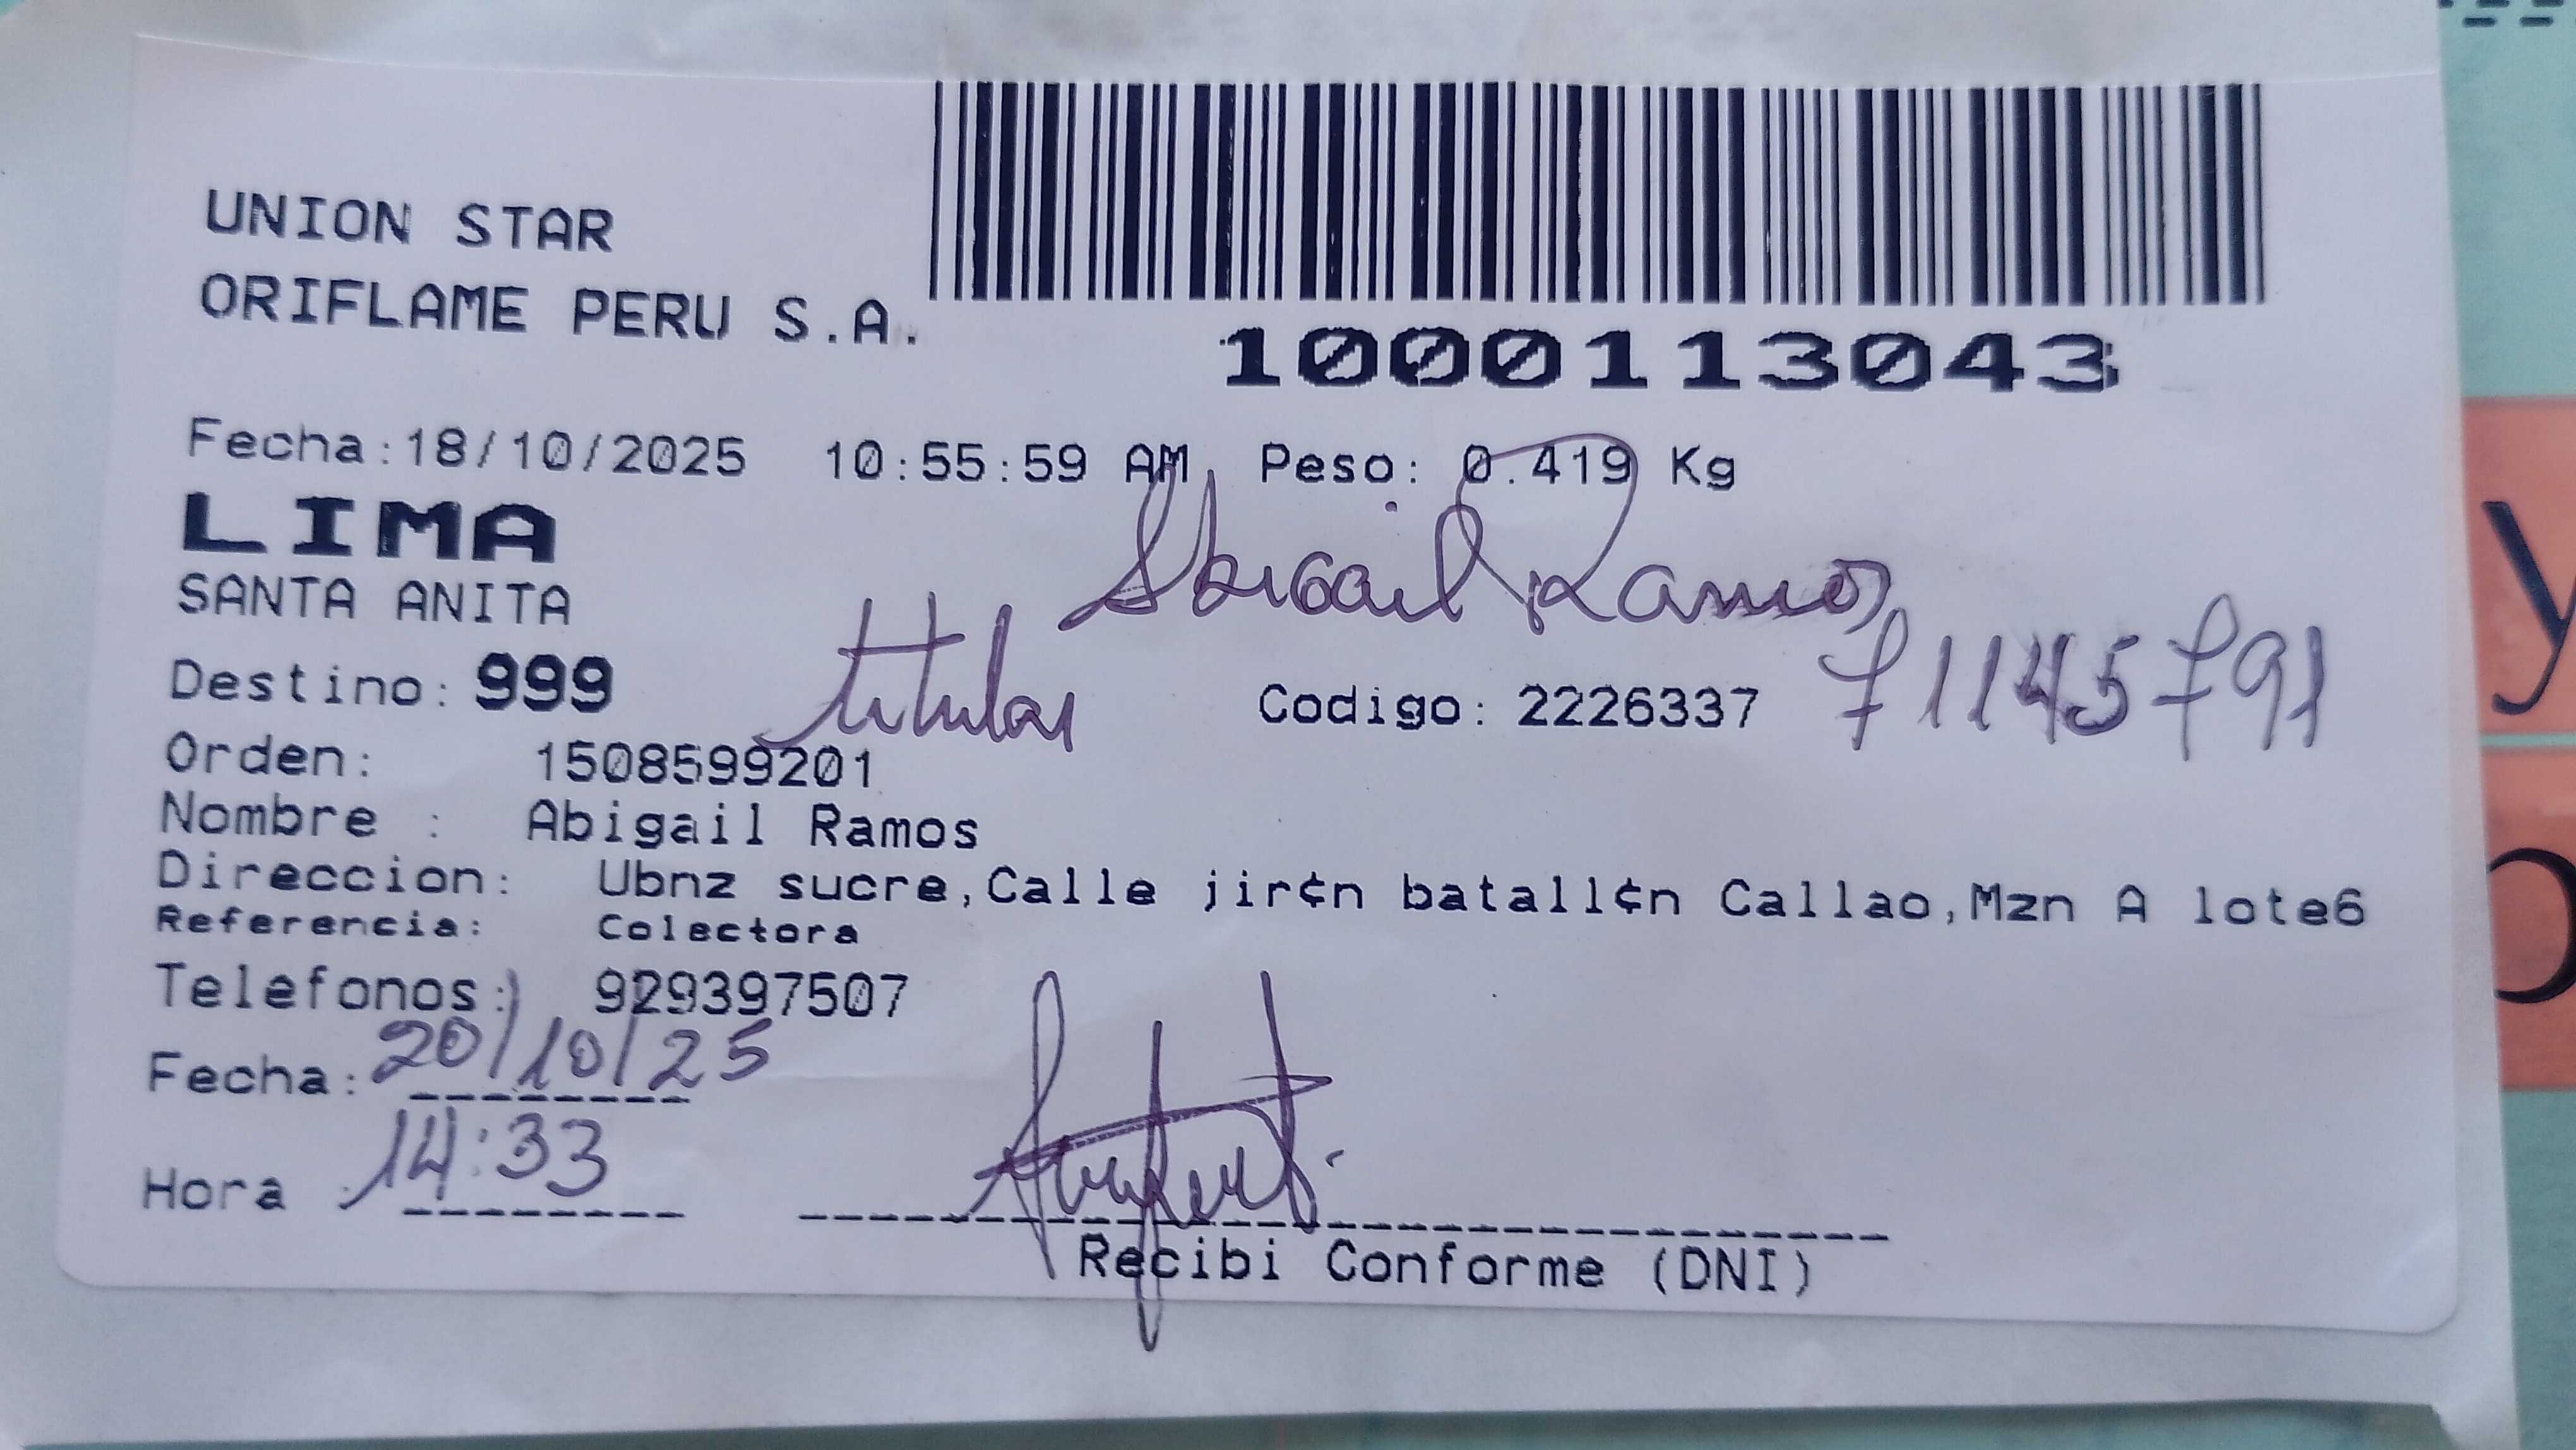 UNION STAR
ORIFLAME PERU S.A.
1000113043
Fecha:18/10/2025 10:55:59 AM Peso: 0.419 Kg
LIMA
SANTA ANITA
Abigail Ramos
titular
71145791
Destino: 999
Codigo: 2226337
Orden: 1508599201
Nombre : Abigail Ramos
Direccion: Ubnz sucre,Calle jir¢n batall¢n Callao,Mzn A lote6
Referencia: Colectora
Telefonos: 929397507
Fecha: 20/10/25
Hora : 14:33
Recibi Conforme (DNI)
y